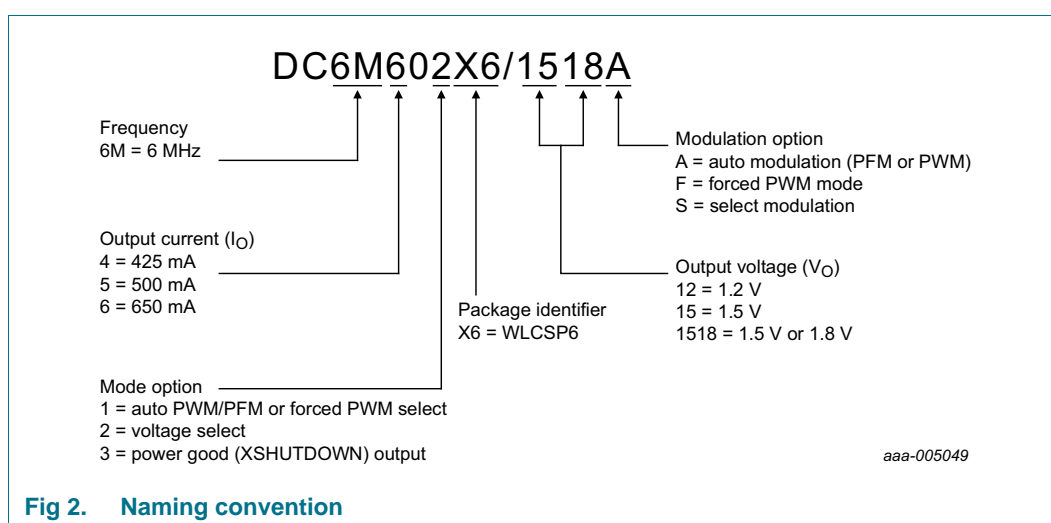 DC6M602X6/1518A
Frequency
6M = 6 MHz
Output current (IO)
4 = 425 mA
5 = 500 mA
6 = 650 mA
Mode option
1 = auto PWM/PFM or forced PWM select
2 = voltage select
3 = power good (XSHUTDOWN) output
Package identifier
X6 = WLCSP6
Modulation option
A = auto modulation (PFM or PWM)
F = forced PWM mode
S = select modulation
Output voltage (VO)
12 = 1.2 V
15 = 1.5 V
1518 = 1.5 V or 1.8 V
aaa-005049
Fig 2. Naming convention